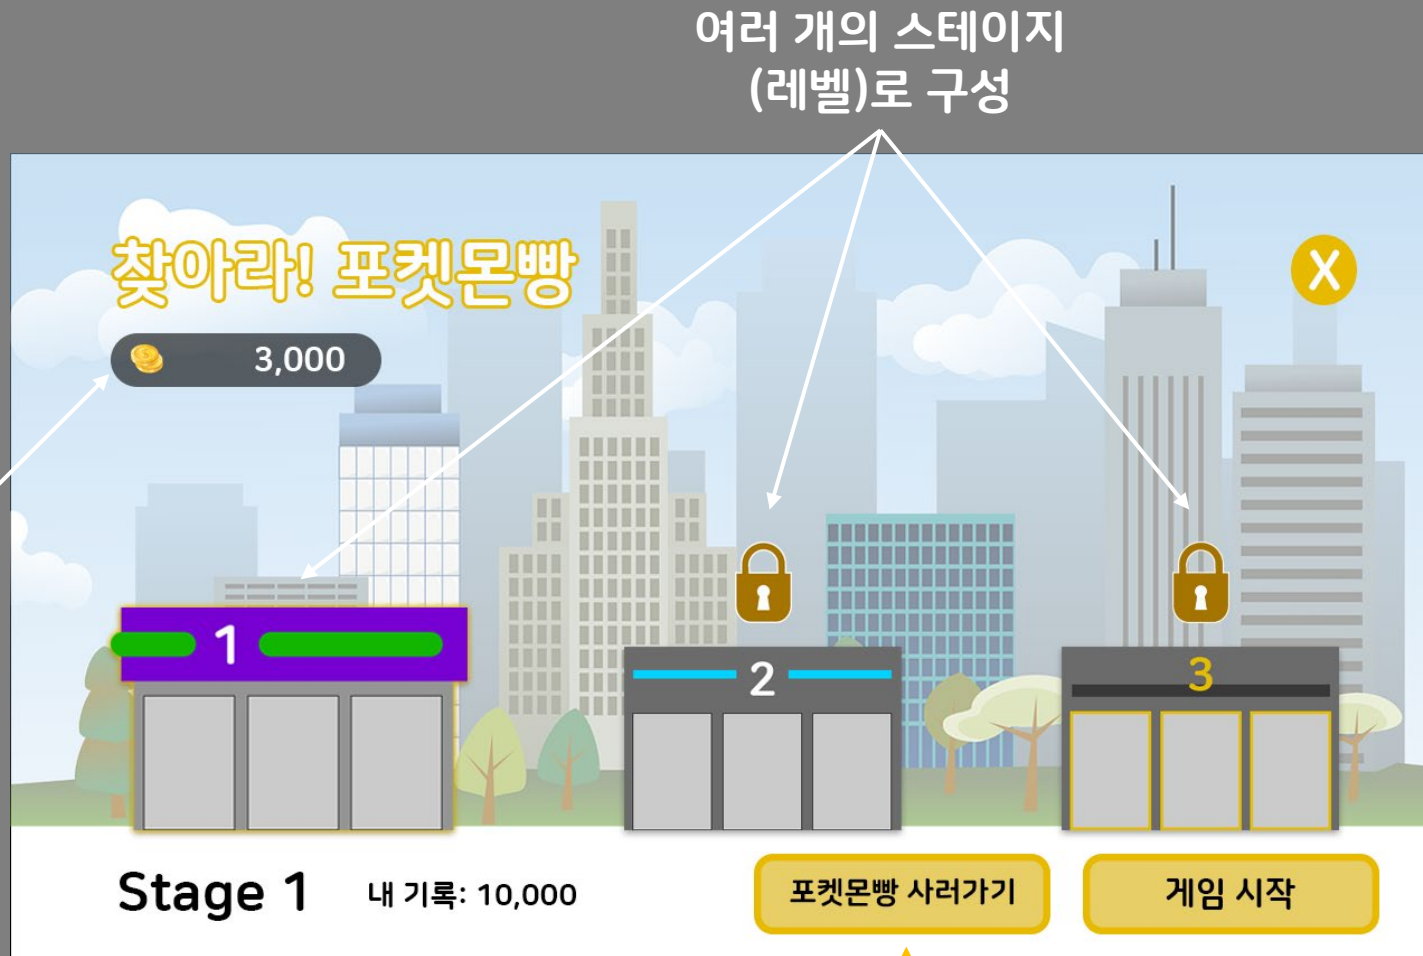 여러 개의 스테이지
(레벨)로 구성
찾아라! 포켓몬빵
X
3,000
1
2
3
Stage 1
내 기록: 10,000
포켓몬빵 사러가기
게임 시작